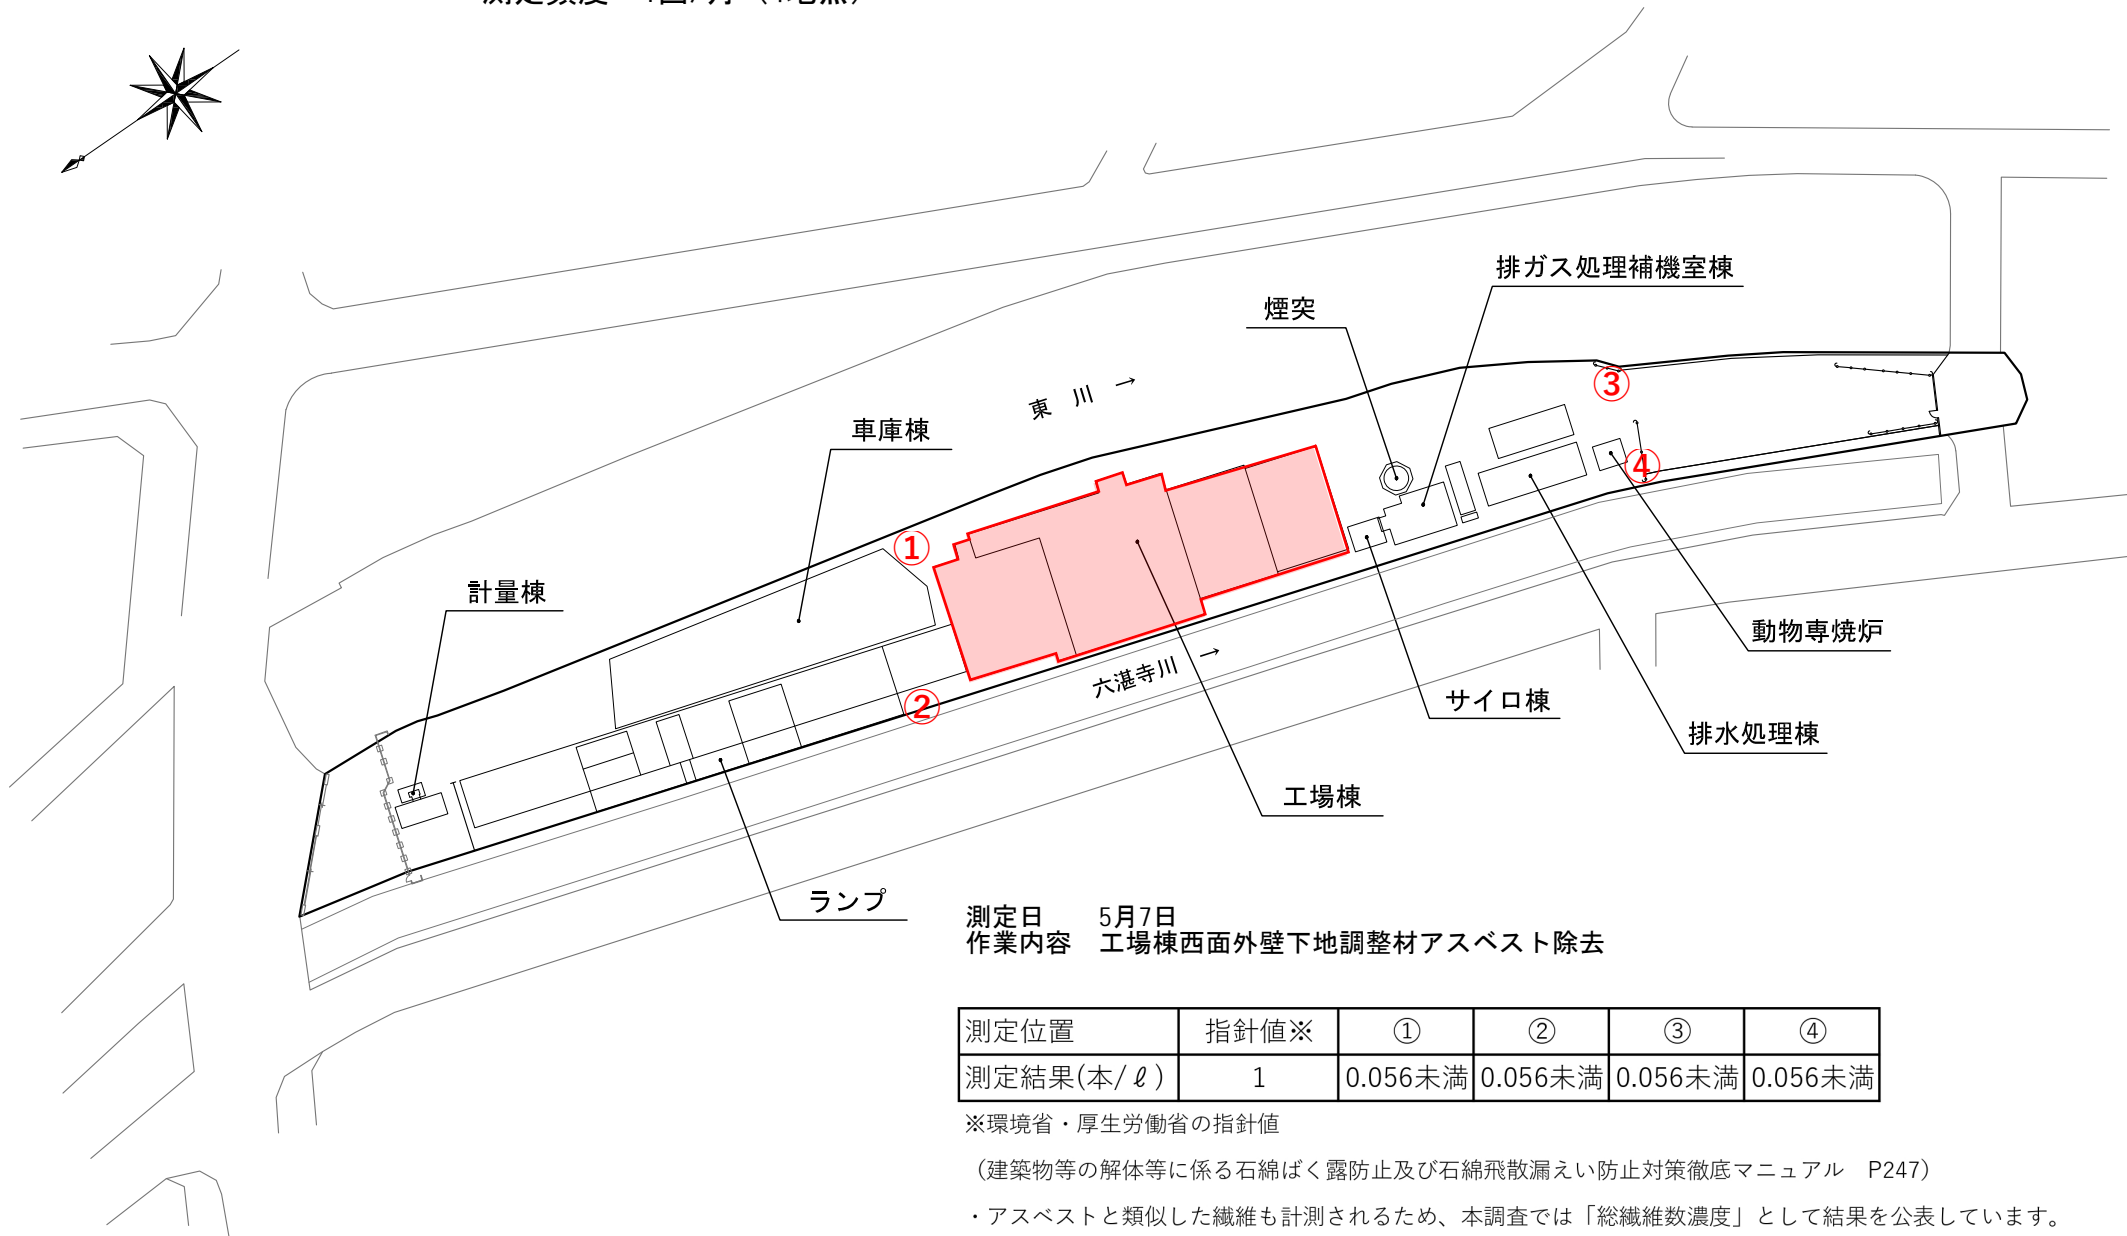 排ガス処理補機室棟
煙突
③
東 川 →
車庫棟
④
①
計量棟
動物専焼炉
六湛寺川 →
サイロ棟
②
排水処理棟
工場棟
ランプ
測定日 5月7日
作業内容 工場棟西面外壁下地調整材アスベスト除去
測定位置 指針値※ ① ② ③ ④
測定結果(本/ℓ) 1 0.056未満 0.056未満 0.056未満 0.056未満
※環境省・厚生労働省の指針値
（建築物等の解体等に係る石綿ばく露防止及び石綿飛散漏えい防止対策徹底マニュアル P247）
・アスベストと類似した繊維も計測されるため、本調査では「総繊維数濃度」として結果を公表しています。